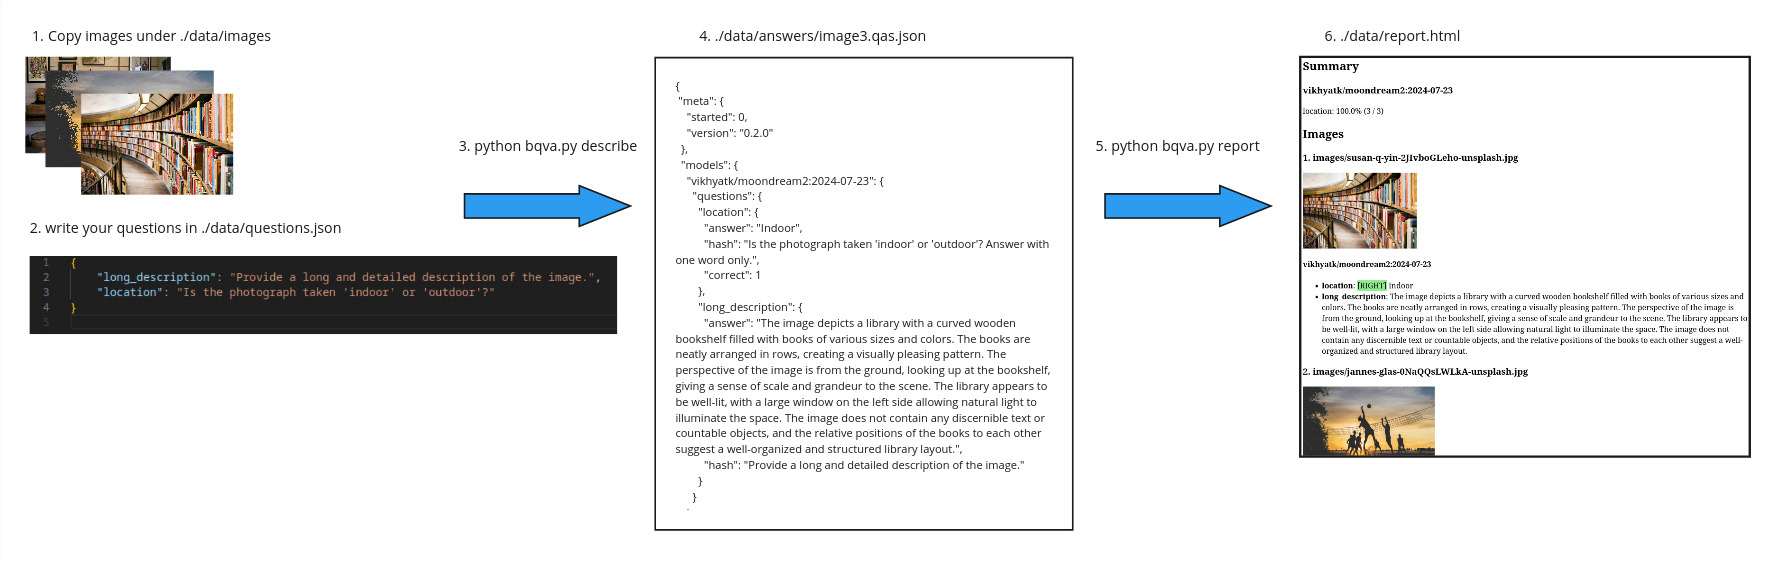 1. Copy images under ./data/images
2. write your questions in ./data/questions.json
1 {
2 "long_description": "Provide a long and detailed description of the image.",
3 "location": "Is the photograph taken 'indoor' or 'outdoor'?"
4 }
5
3. python bqva.py describe
4. ./data/answers/image3.qas.json
{
"meta": {
"started": 0,
"version": "0.2.0"
},
"models": {
"vikhyatk/moondream2:2024-07-23": {
"questions": {
"location": {
"answer": "Indoor",
"hash": "Is the photograph taken 'indoor' or 'outdoor'? Answer with
one word only.",
"correct": 1
},
"long_description": {
"answer": "The image depicts a library with a curved wooden
bookshelf filled with books of various sizes and colors. The books are
neatly arranged in rows, creating a visually pleasing pattern. The
perspective of the image is from the ground, looking up at the bookshelf,
giving a sense of scale and grandeur to the scene. The library appears to
be well-lit, with a large window on the left side allowing natural light to
illuminate the space. The image does not contain any discernible text or
countable objects, and the relative positions of the books to each other
suggest a well-organized and structured library layout.",
"hash": "Provide a long and detailed description of the image."
}
}
5. python bqva.py report
6. ./data/report.html
Summary
vikhyatk/moondream2:2024-07-23
location: 100.0% (3 / 3)
Images
1. images/susan-q-yin-2JIvboGLeho-unsplash.jpg
vikhyatk/moondream2:2024-07-23
• location: [RIGHT] Indoor
• long_description: The image depicts a library with a curved wooden bookshelf filled with books of various sizes and
colors. The books are neatly arranged in rows, creating a visually pleasing pattern. The perspective of the image is
from the ground, looking up at the bookshelf, giving a sense of scale and grandeur to the scene. The library appears to
be well-lit, with a large window on the left side allowing natural light to illuminate the space. The image does not
contain any discernible text or countable objects, and the relative positions of the books to each other suggest a well-
organized and structured library layout.
2. images/jannes-glas-0NaQQsLWLkA-unsplash.jpg